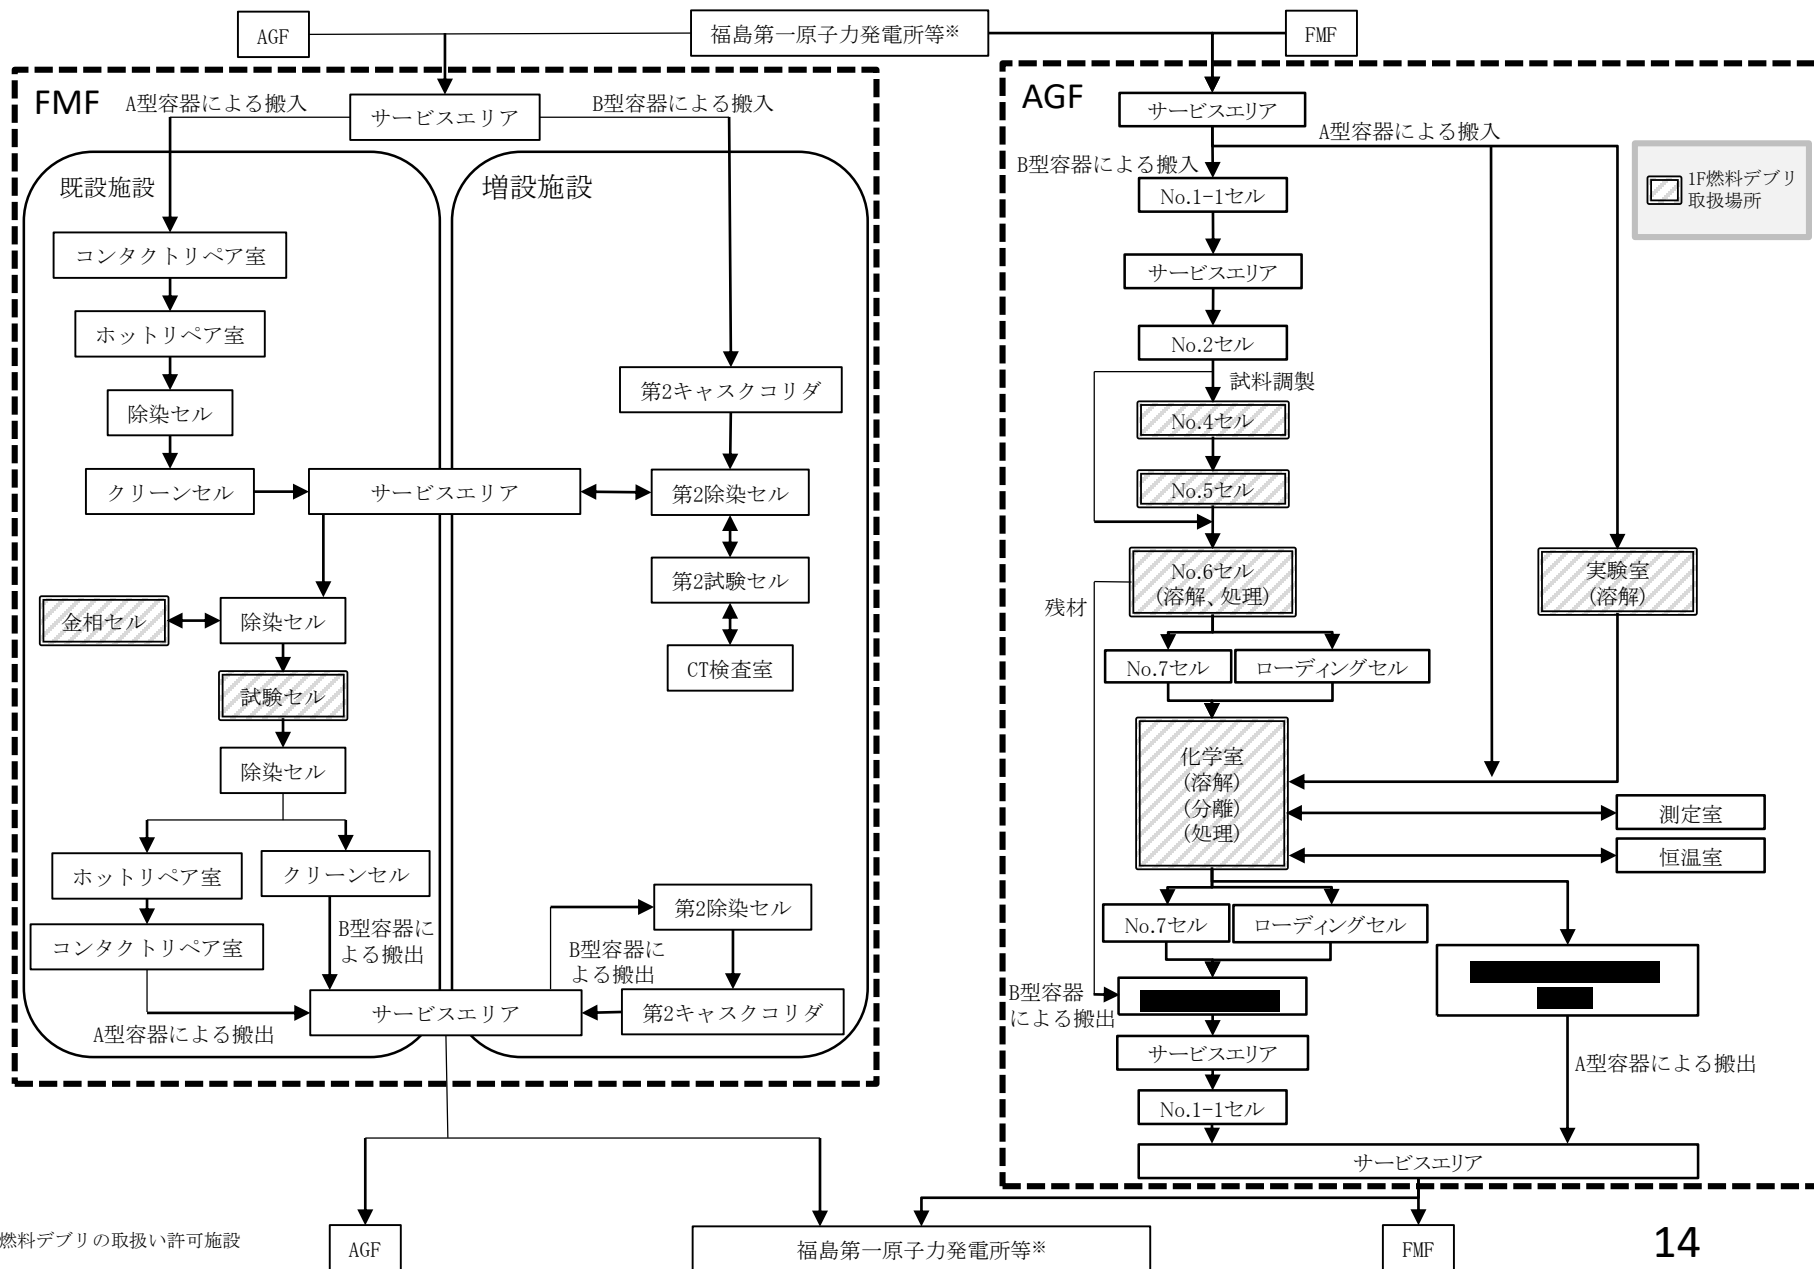 AGF
福島第一原子力発電所等※
FMF
FMF
A型容器による搬入
サービスエリア
B型容器による搬入
既設施設
増設施設
コンタクトリペア室
ホットリペア室
除染セル
クリーンセル
サービスエリア
第2キャスクコリダ
第2除染セル
第2試験セル
CT検査室
金相セル
除染セル
試験セル
除染セル
ホットリペア室
クリーンセル
コンタクトリペア室
B型容器に
よる搬出
A型容器による搬出
サービスエリア
B型容器に
よる搬出
第2除染セル
第2キャスクコリダ
AGF
サービスエリア
A型容器による搬入
B型容器による搬入
No.1-1セル
サービスエリア
No.2セル
試料調製
No.4セル
No.5セル
No.6セル
(溶解、処理)
残材
実験室
(溶解)
No.7セル
ローディングセル
化学室
(溶解)
(分離)
(処理)
測定室
恒温室
No.7セル
ローディングセル
B型容器
による搬出
サービスエリア
No.1-1セル
A型容器による搬出
サービスエリア
1F燃料デブリ
取扱場所
燃料デブリの取扱い許可施設
AGF
福島第一原子力発電所等※
FMF
14